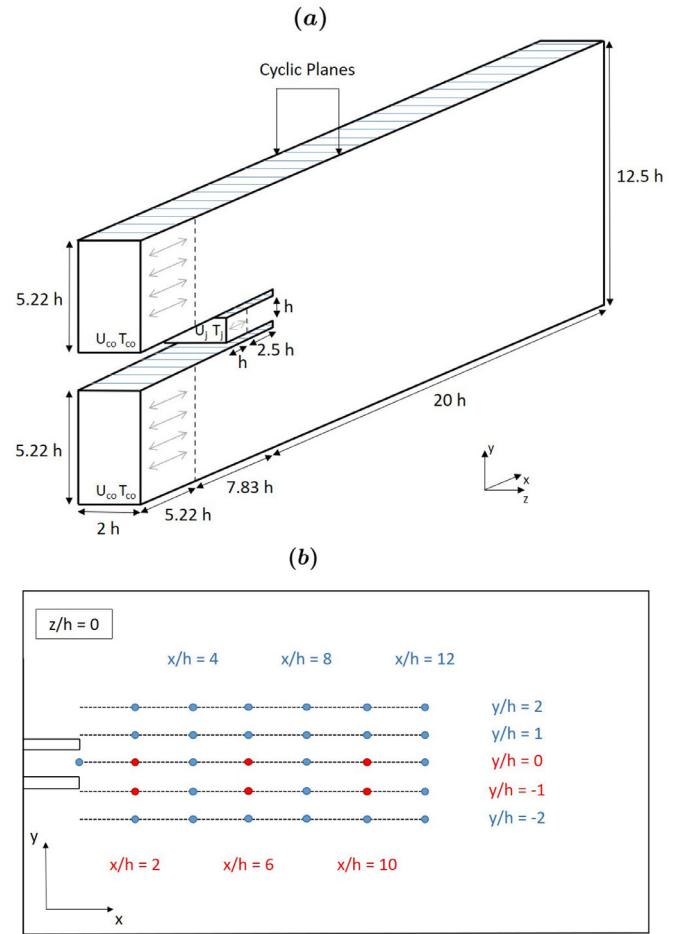 (a)
Cyclic Planes
12.5 h
5.22 h
U_co T_co
U_j T_j
h
h
2.5 h
20 h
5.22 h
U_co T_co
7.83 h
2 h
5.22 h
y
x
z
(b)
z/h = 0
x/h = 4 x/h = 8 x/h = 12
y/h = 2
y/h = 1
y/h = 0
y/h = -1
y/h = -2
y
x/h = 2 x/h = 6 x/h = 10
x